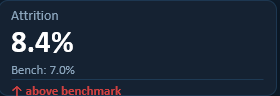 Attrition
8.4%
Bench: 7.0%
↑ above benchmark